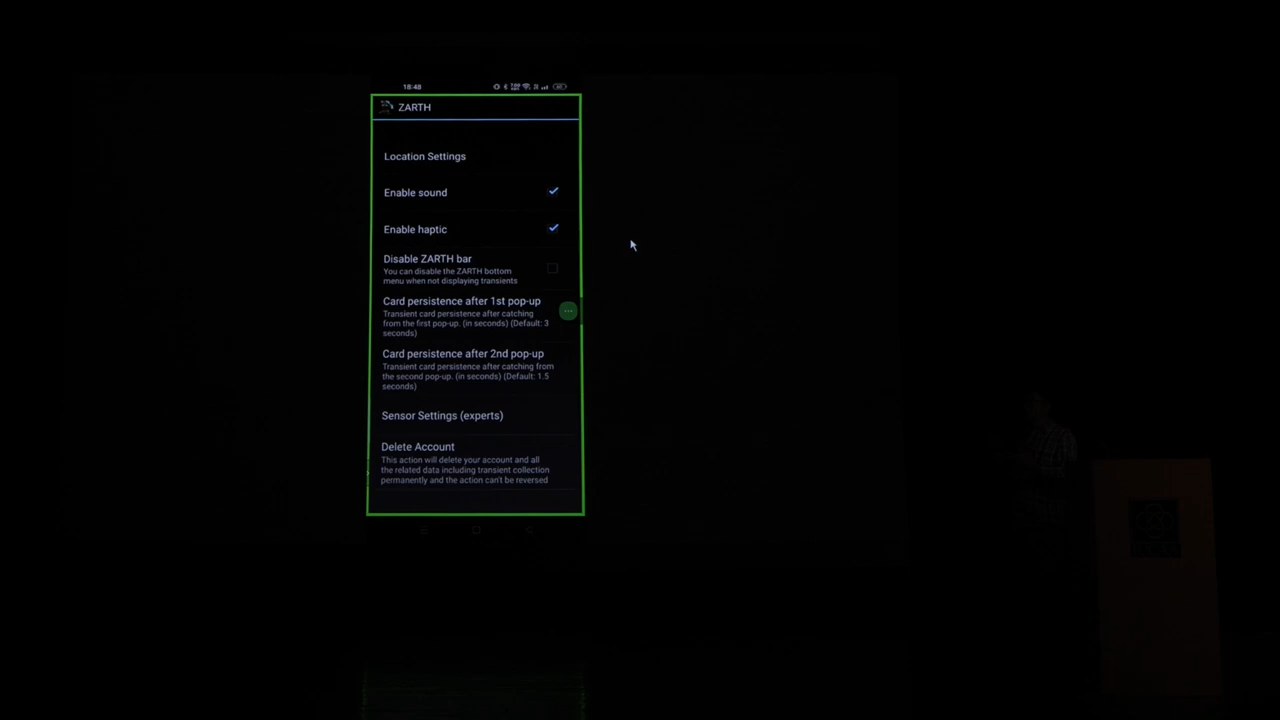 18:48
ZARTH
Location Settings
Enable sound
Enable haptic
Disable ZARTH bar
You can disable the ZARTH bottom
menu when not displaying transients
Card persistence after 1st pop-up
Transient card persistence after catching
from the first pop-up. (in seconds) (Default: 3
seconds)
Card persistence after 2nd pop-up
Transient card persistence after catching from
the second pop-up. (in seconds) (Default: 1.5
seconds)
Sensor Settings (experts)
Delete Account
This action will delete your account and all
the related data including transient collection
permanently and the action can't be reversed